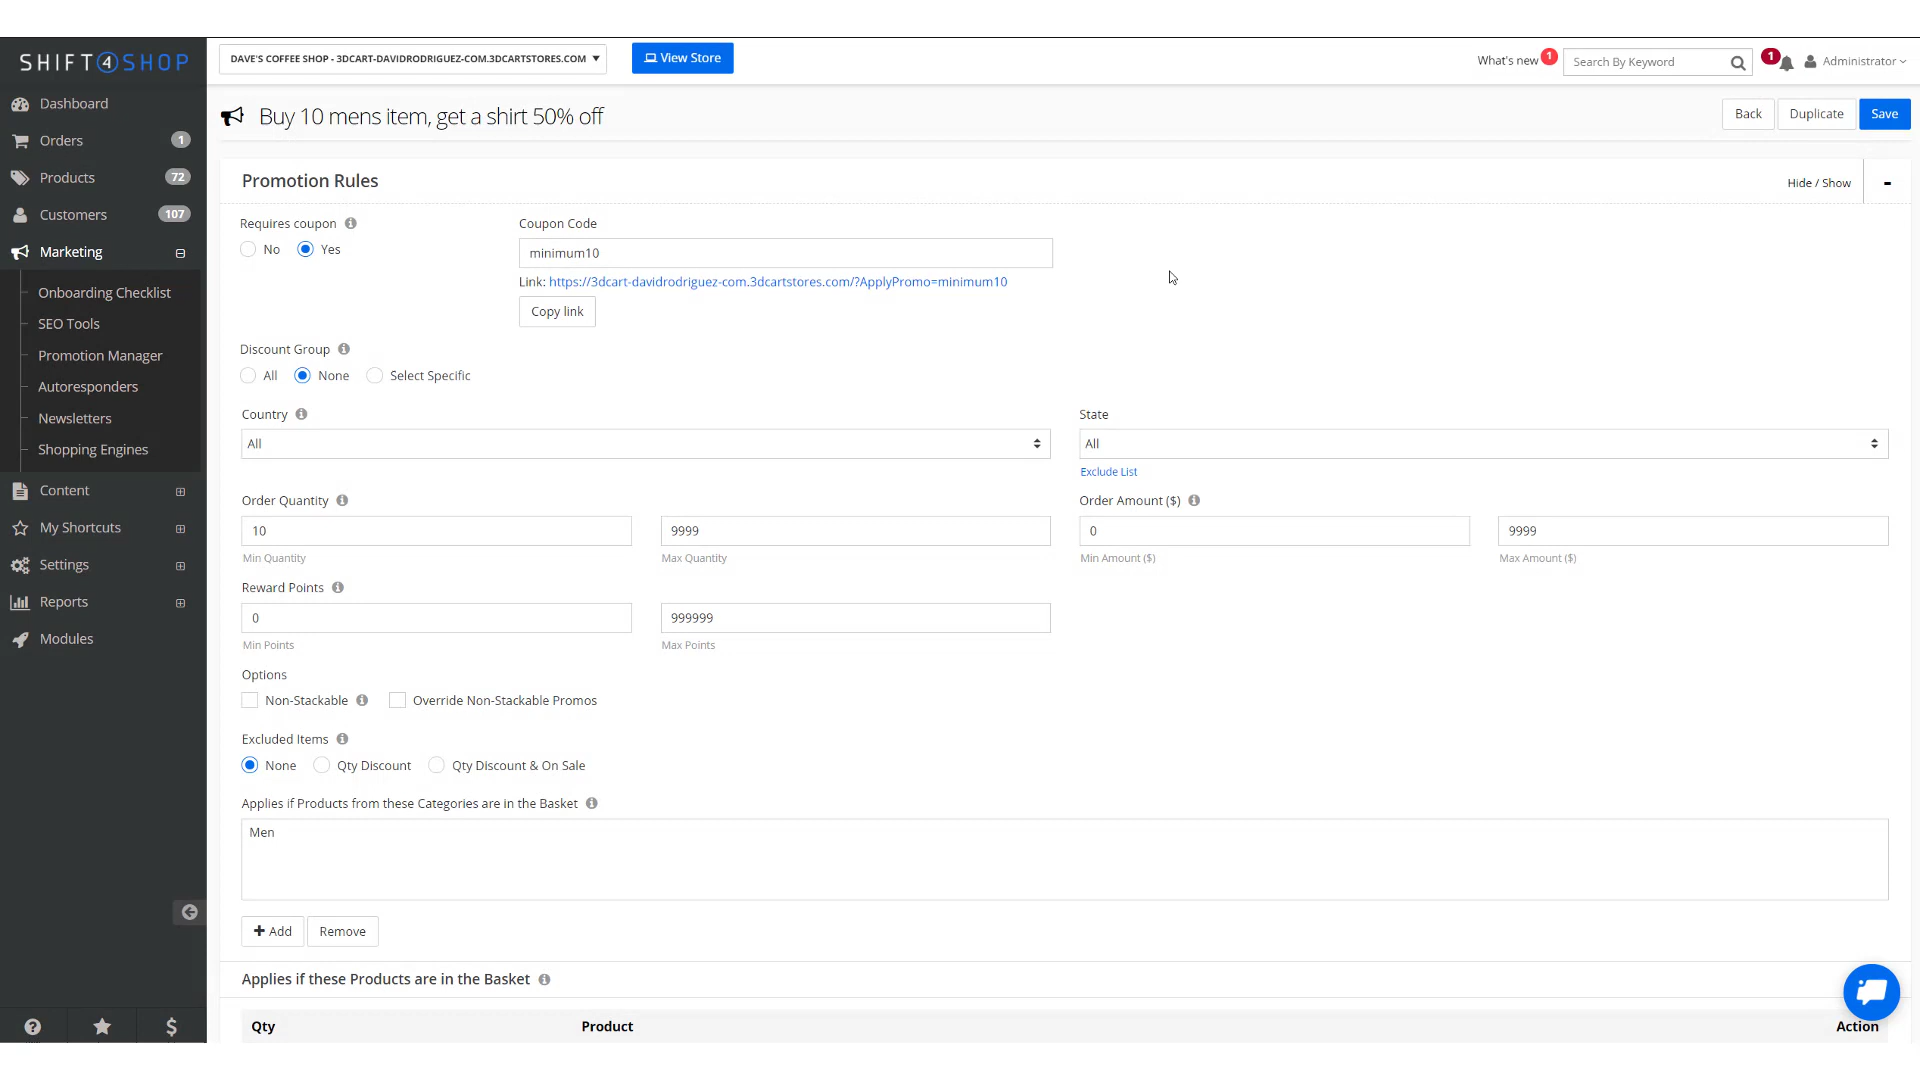 SHIFT4SHOP
DAVE'S COFFEE SHOP - 3DCART-DAVIDRODRIGUEZ-COM.3DCARTSTORES.COM
View Store
What's new 1
Search By Keyword
1
Administrator
Dashboard
Orders 1
Products 72
Customers 107
Marketing
Onboarding Checklist
SEO Tools
Promotion Manager
Autoresponders
Newsletters
Shopping Engines
Content
My Shortcuts
Settings
Reports
Modules
Buy 10 mens item, get a shirt 50% off
Back Duplicate Save
Promotion Rules
Hide / Show
Requires coupon
No Yes
Coupon Code
minimum10
Link: https://3dcart-davidrodriguez-com.3dcartstores.com/?ApplyPromo=minimum10
Copy link
Discount Group
All None Select Specific
Country
All
State
All
Exclude List
Order Quantity
10 9999
Min Quantity Max Quantity
Order Amount ($)
0 9999
Min Amount ($) Max Amount ($)
Reward Points
0 999999
Min Points Max Points
Options
Non-Stackable Override Non-Stackable Promos
Excluded Items
None Qty Discount Qty Discount & On Sale
Applies if Products from these Categories are in the Basket
Men
+ Add Remove
Applies if these Products are in the Basket
Qty Product Action